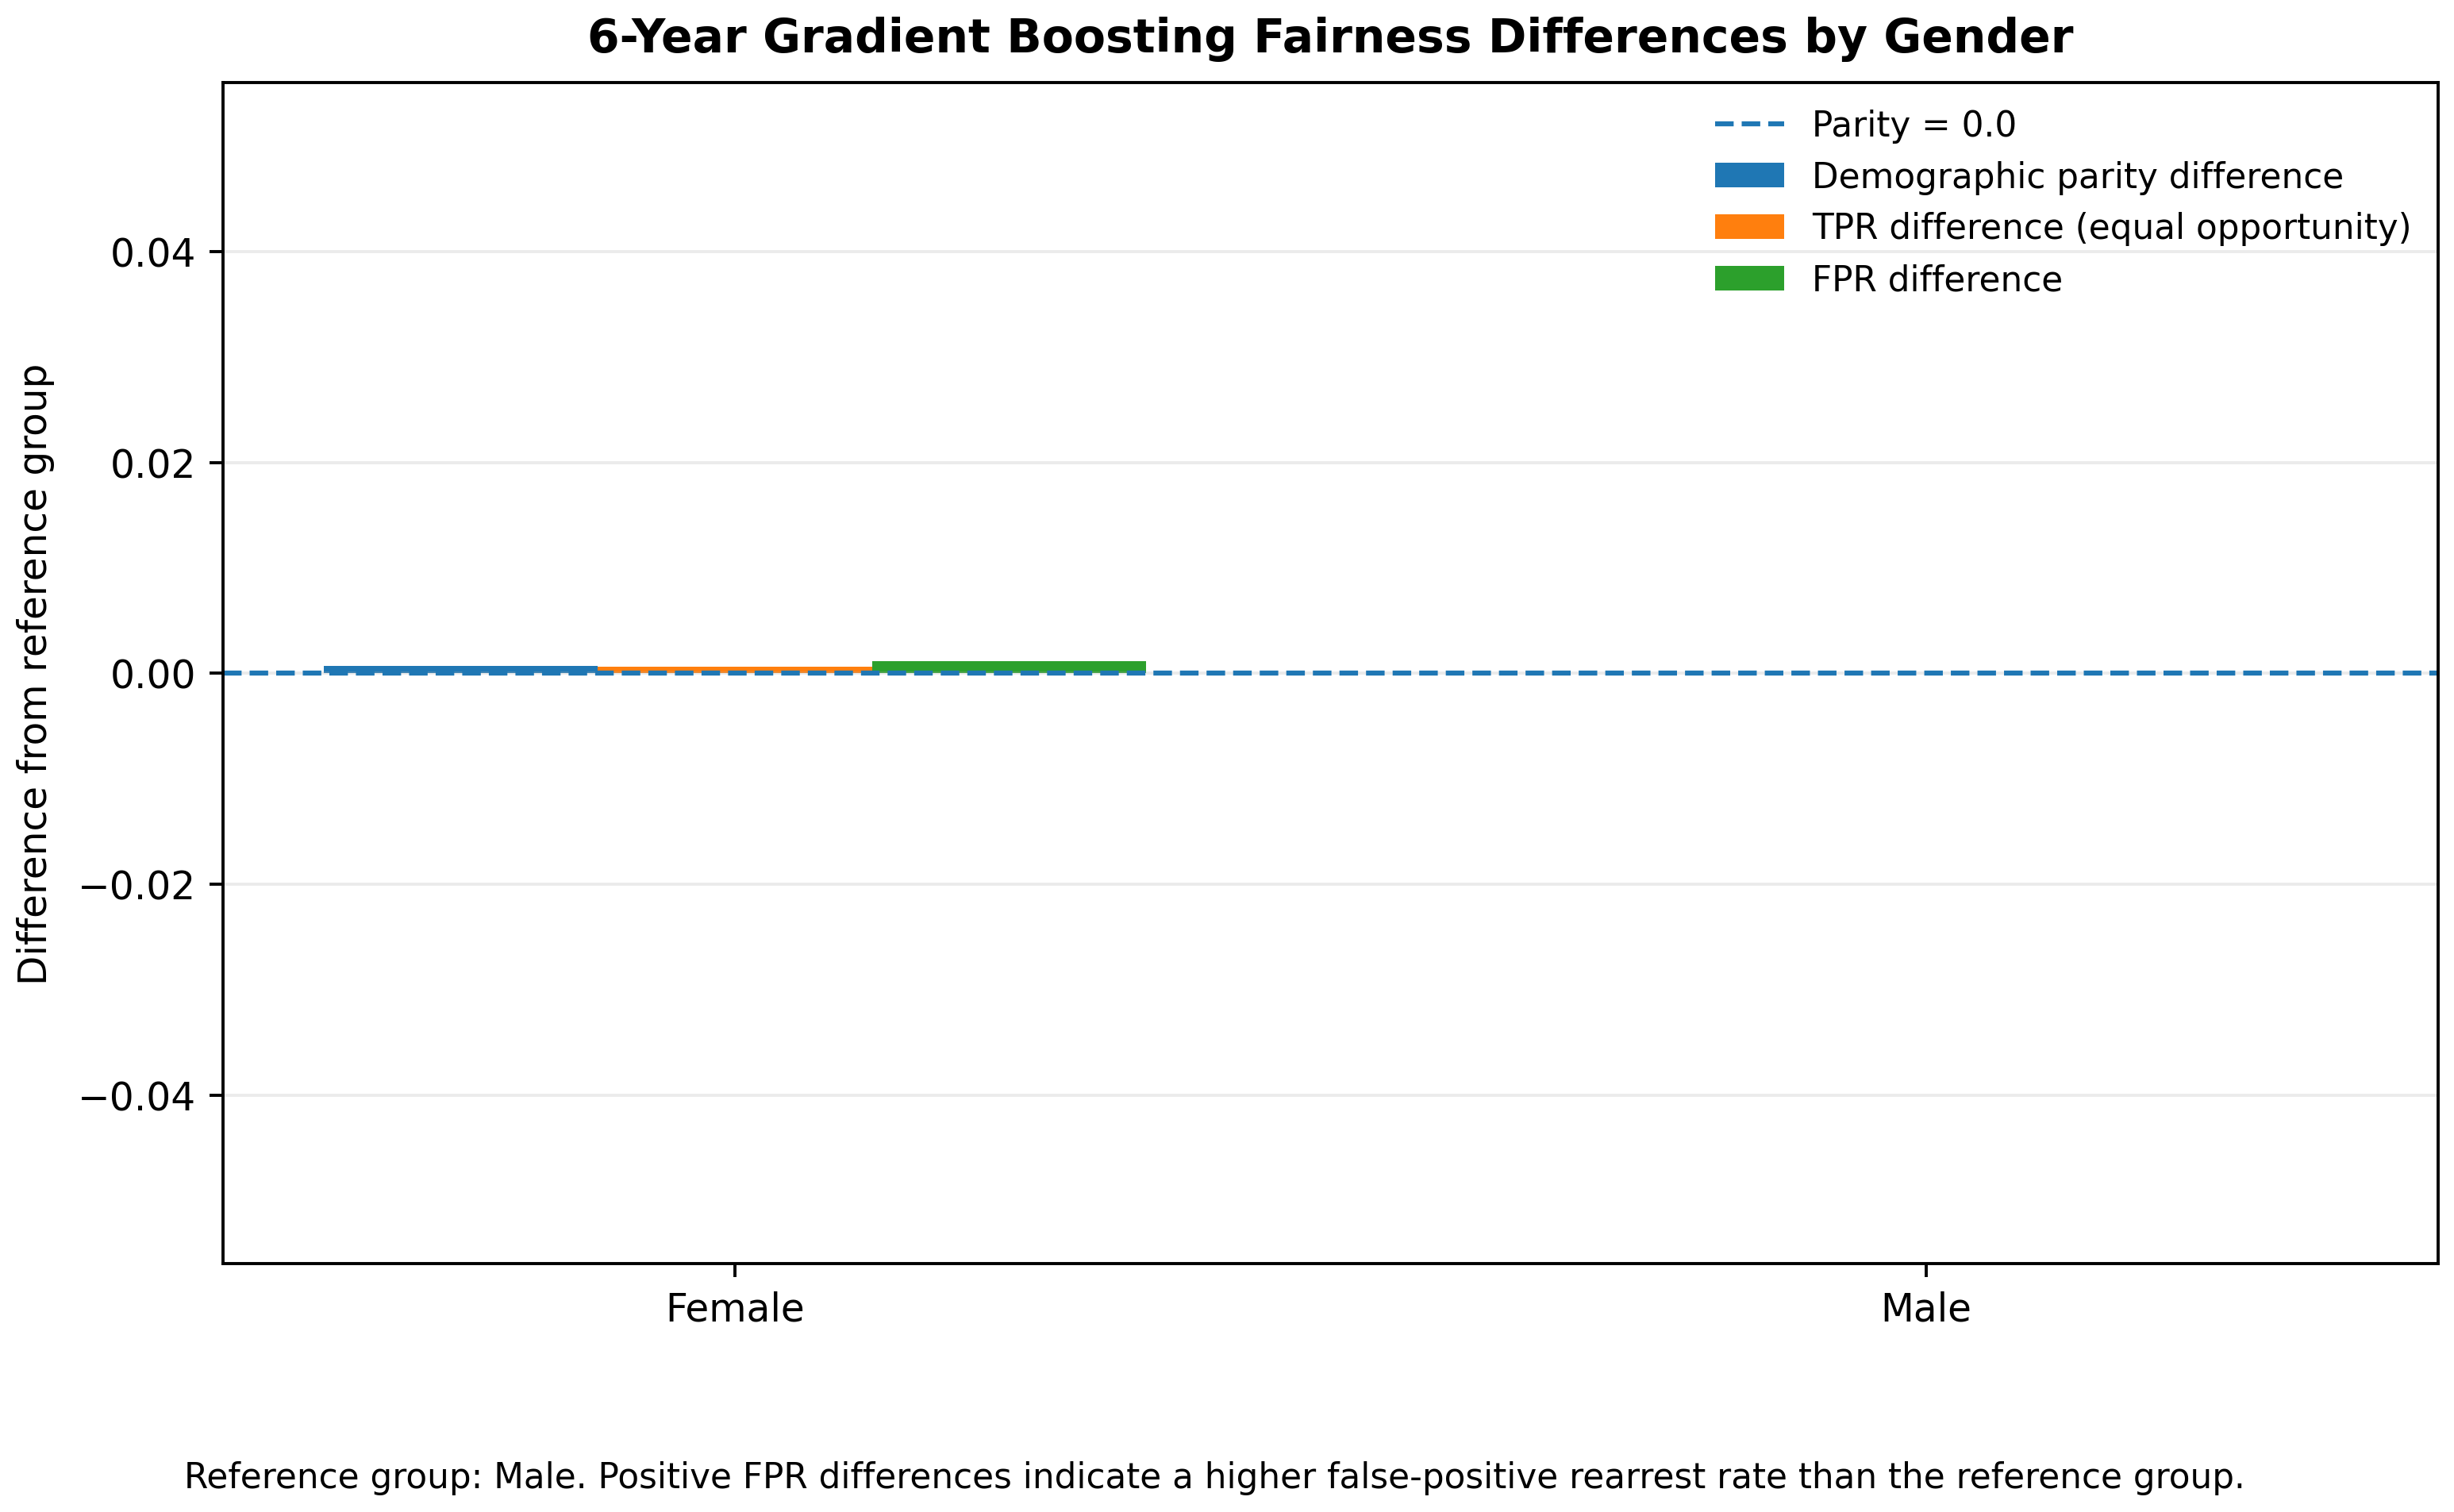 6-Year Gradient Boosting Fairness Differences by Gender
Parity = 0.0
Demographic parity difference
TPR difference (equal opportunity)
FPR difference
Difference from reference group
0.04
0.02
0.00
−0.02
−0.04
Female
Male
Reference group: Male. Positive FPR differences indicate a higher false-positive rearrest rate than the reference group.